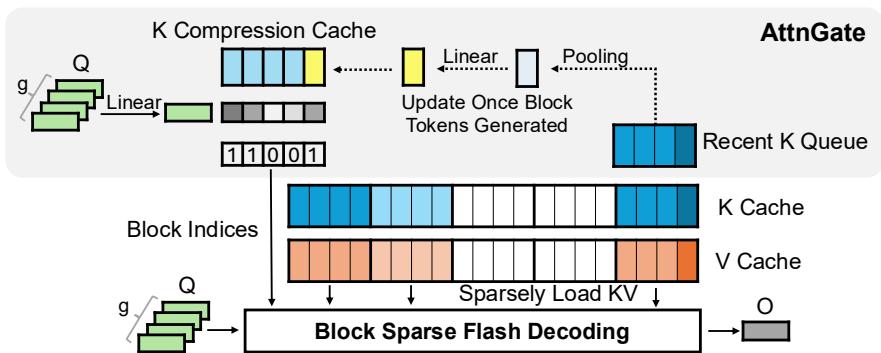 K Compression Cache
AttnGate
g
Q
Linear
Linear
Pooling
Update Once Block
Tokens Generated
Recent K Queue
1 1 0 0 1
K Cache
Block Indices
V Cache
Sparsely Load KV
g
Q
Block Sparse Flash Decoding
O